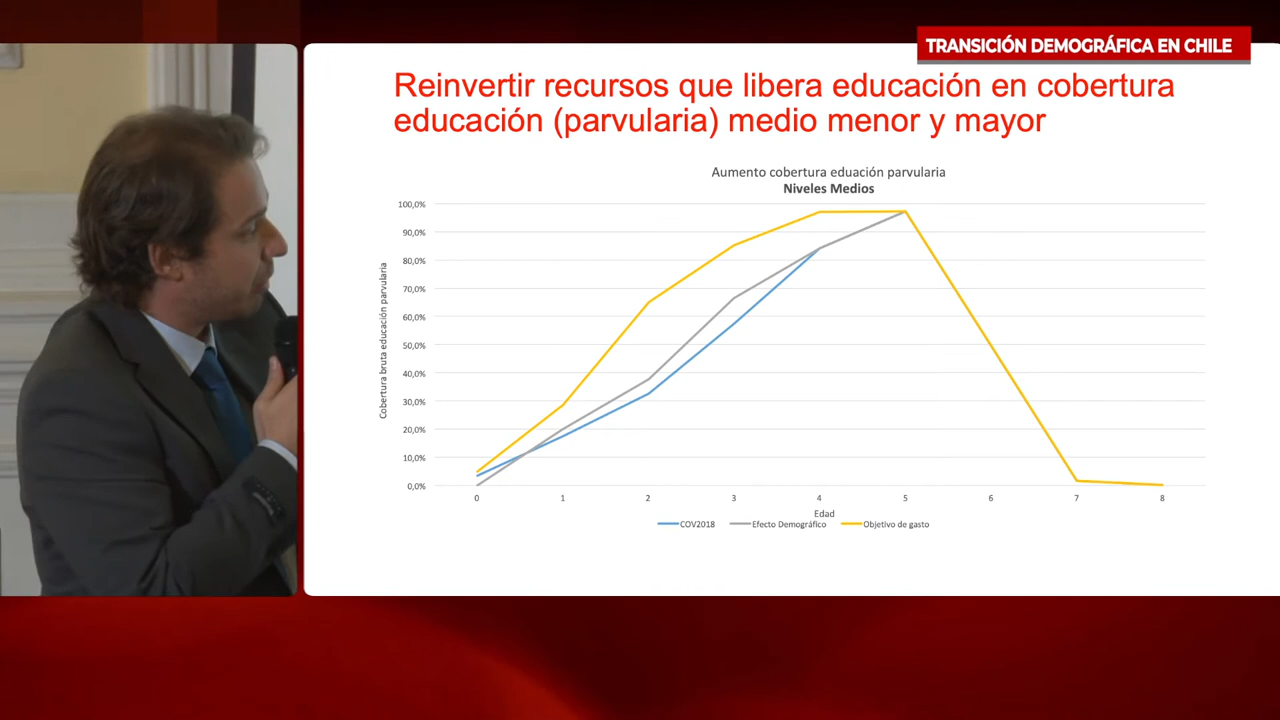 TRANSICIÓN DEMOGRÁFICA EN CHILE
Reinvertir recursos que libera educación en cobertura
educación (parvularia) medio menor y mayor
Aumento cobertura eduación parvularia
Niveles Medios
Cobertura bruta educación parvularia
100,0%
90,0%
80,0%
70,0%
60,0%
50,0%
40,0%
30,0%
20,0%
10,0%
0,0%
0 1 2 3 4 5 6 7 8
Edad
COV2018 Efecto Demográfico Objetivo de gasto